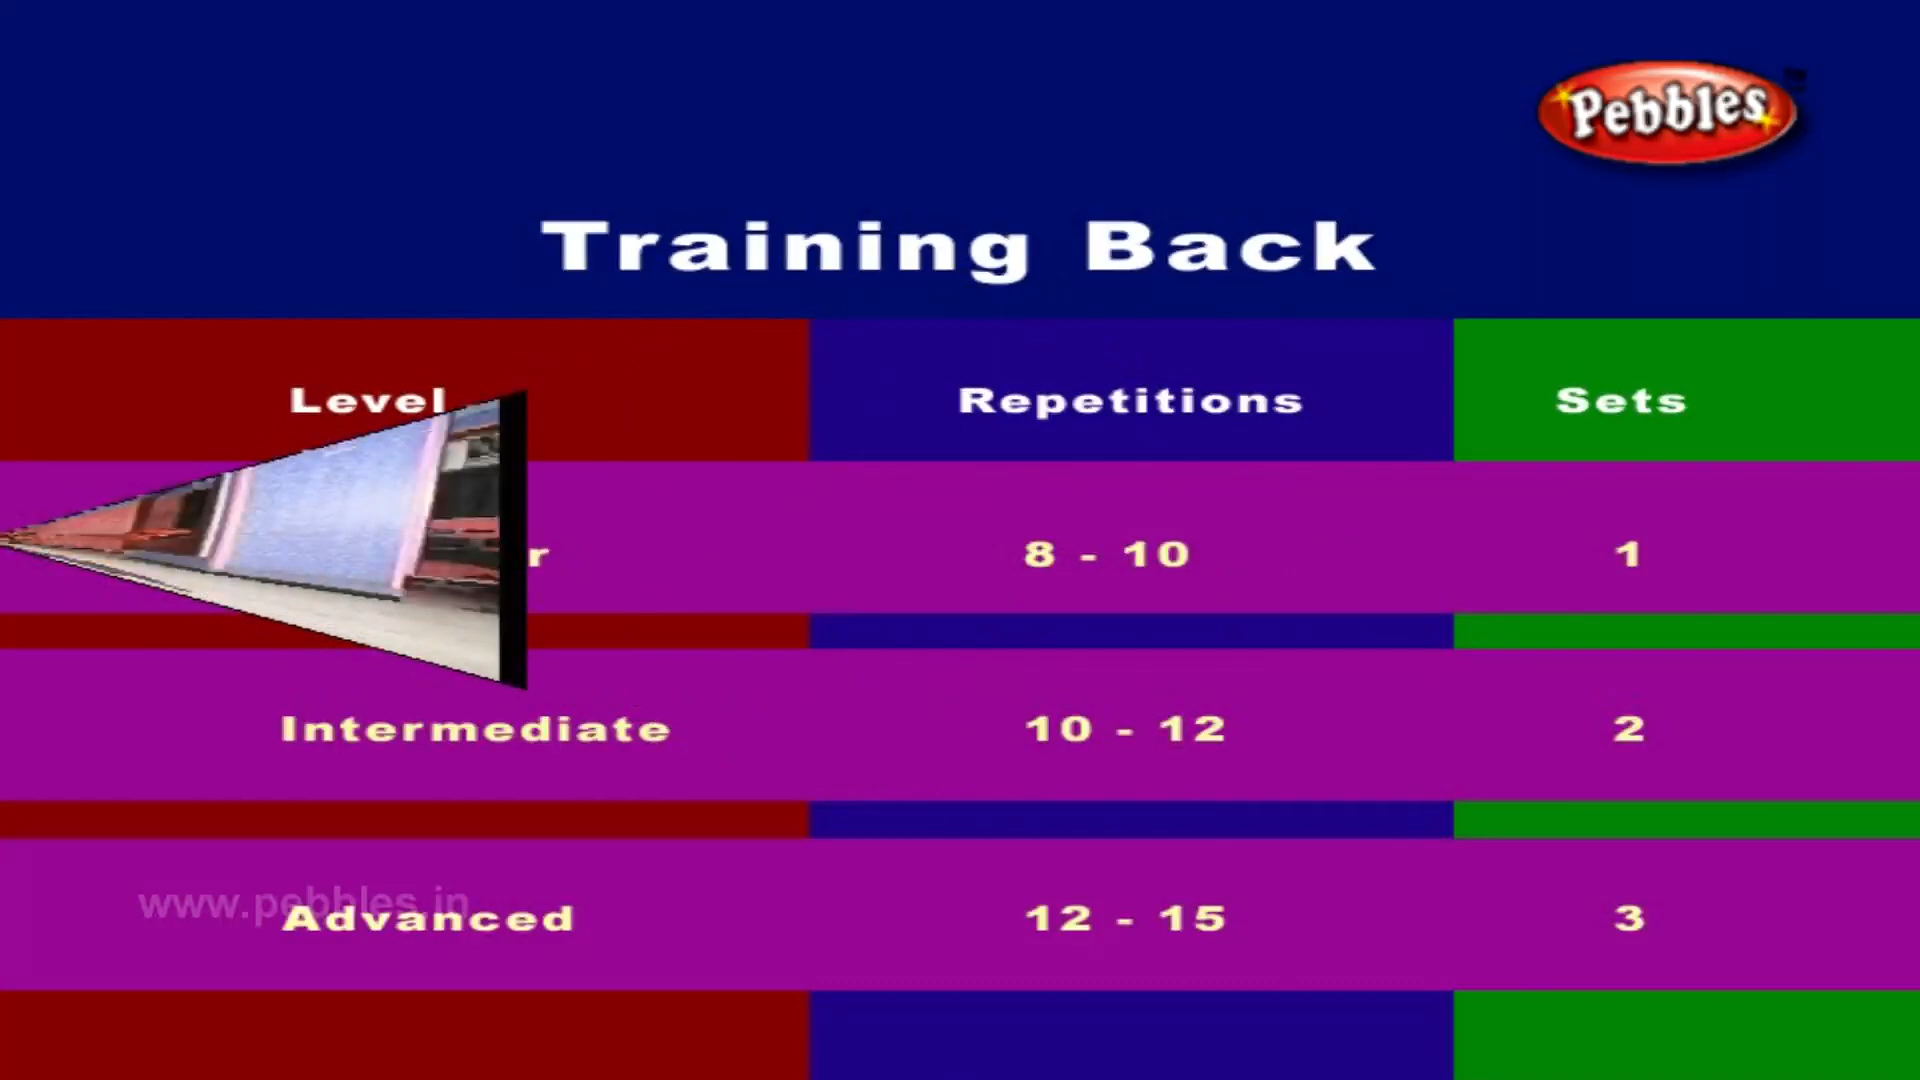 Pebbles
Training Back
Level Repetitions Sets
8 - 10 1
Intermediate 10 - 12 2
www.pebbles.in
Advanced 12 - 15 3